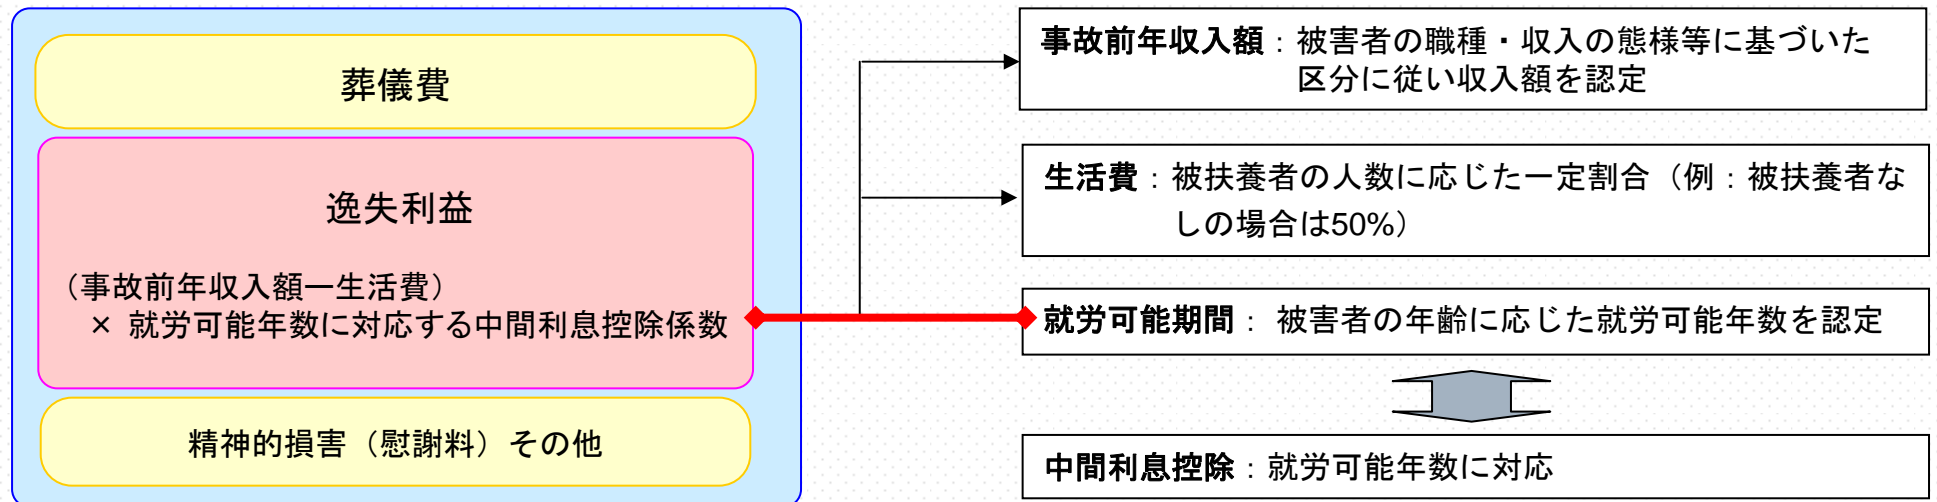 葬儀費
逸失利益
（事故前年収入額ー生活費）
× 就労可能年数に対応する中間利息控除係数
精神的損害（慰謝料）その他
事故前年収入額：被害者の職種・収入の態様等に基づいた
区分に従い収入額を認定
生活費：被扶養者の人数に応じた一定割合（例：被扶養者な
しの場合は50%）
就労可能期間： 被害者の年齢に応じた就労可能年数を認定
中間利息控除：就労可能年数に対応